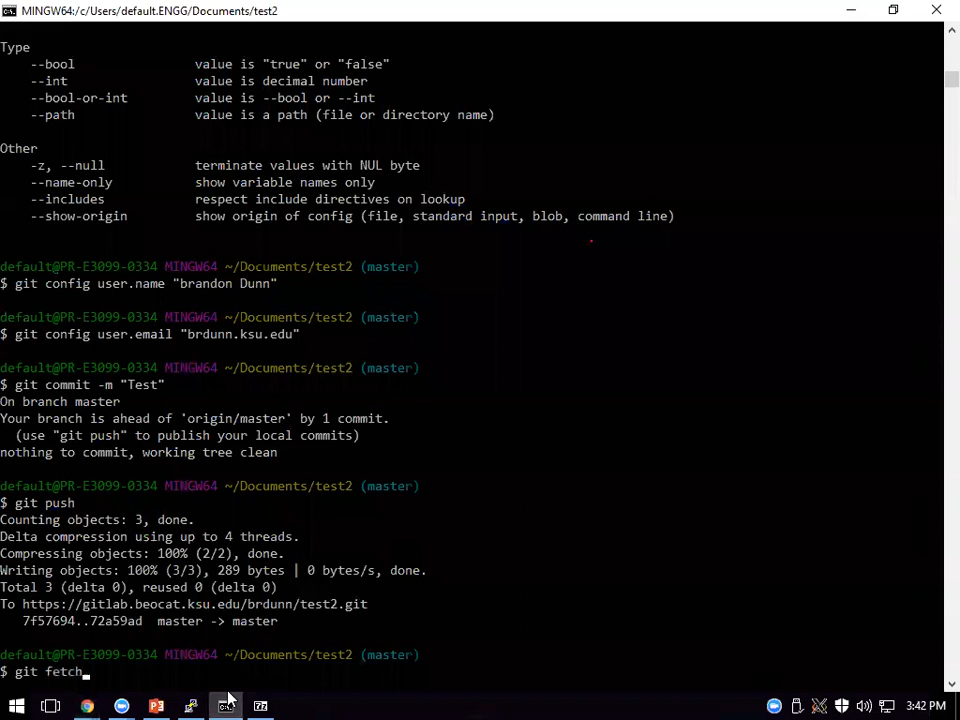 MINGW64:/c/Users/default.ENGG/Documents/test2
Type
--bool value is "true" or "false"
--int value is decimal number
--bool-or-int value is --bool or --int
--path value is a path (file or directory name)
Other
-z, --null terminate values with NUL byte
--name-only show variable names only
--includes respect include directives on lookup
--show-origin show origin of config (file, standard input, blob, command line)
default@PR-E3099-0334 MINGW64 ~/Documents/test2 (master)
$ git config user.name "brandon Dunn"
default@PR-E3099-0334 MINGW64 ~/Documents/test2 (master)
$ git config user.email "brdunn.ksu.edu"
default@PR-E3099-0334 MINGW64 ~/Documents/test2 (master)
$ git commit -m "Test"
On branch master
Your branch is ahead of 'origin/master' by 1 commit.
(use "git push" to publish your local commits)
nothing to commit, working tree clean
default@PR-E3099-0334 MINGW64 ~/Documents/test2 (master)
$ git push
Counting objects: 3, done.
Delta compression using up to 4 threads.
Compressing objects: 100% (2/2), done.
Writing objects: 100% (3/3), 289 bytes | 0 bytes/s, done.
Total 3 (delta 0), reused 0 (delta 0)
To https://gitlab.beocat.ksu.edu/brdunn/test2.git
7f57694..72a59ad master -> master
default@PR-E3099-0334 MINGW64 ~/Documents/test2 (master)
$ git fetch
3:42 PM